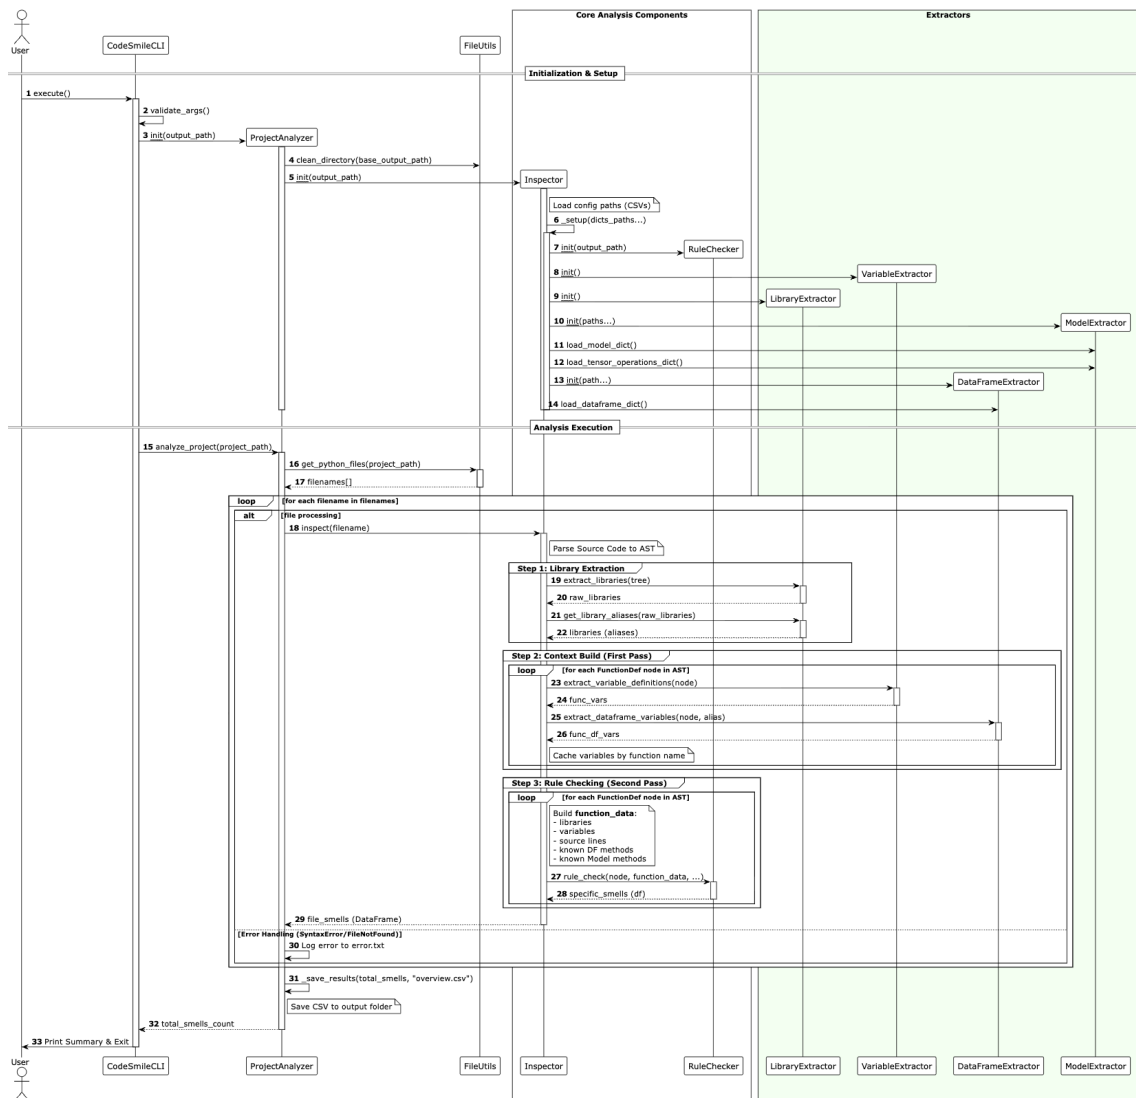 Core Analysis Components
Extractors
User
CodeSmileCLI
FileUtils
Initialization & Setup
1 execute()
2 validate_args()
3 init(output_path)
ProjectAnalyzer
4 clean_directory(base_output_path)
5 init(output_path)
Inspector
Load config paths (CSVs)
6 _setup(dicts_paths...)
7 init(output_path)
RuleChecker
8 init()
VariableExtractor
9 init()
LibraryExtractor
10 init(paths...)
ModelExtractor
11 load_model_dict()
12 load_tensor_operations_dict()
13 init(path...)
DataFrameExtractor
14 load_dataframe_dict()
Analysis Execution
15 analyze_project(project_path)
16 get_python_files(project_path)
17 filenames[]
loop [for each filename in filenames]
alt [file processing]
18 inspect(filename)
Parse Source Code to AST
Step 1: Library Extraction
19 extract_libraries(tree)
20 raw_libraries
21 get_library_aliases(raw_libraries)
22 libraries (aliases)
Step 2: Context Build (First Pass)
loop [for each FunctionDef node in AST]
23 extract_variable_definitions(node)
24 func_vars
25 extract_dataframe_variables(node, alias)
26 func_df_vars
Cache variables by function name
Step 3: Rule Checking (Second Pass)
loop [for each FunctionDef node in AST]
Build function_data:
- libraries
- variables
- source lines
- known DF methods
- known Model methods
27 rule_check(node, function_data, ...)
28 specific_smells (df)
29 file_smells (DataFrame)
[Error Handling (SyntaxError/FileNotFound)]
30 Log error to error.txt
31 _save_results(total_smells, "overview.csv")
Save CSV to output folder
32 total_smells_count
33 Print Summary & Exit
User
CodeSmileCLI
ProjectAnalyzer
FileUtils
Inspector
RuleChecker
LibraryExtractor
VariableExtractor
DataFrameExtractor
ModelExtractor